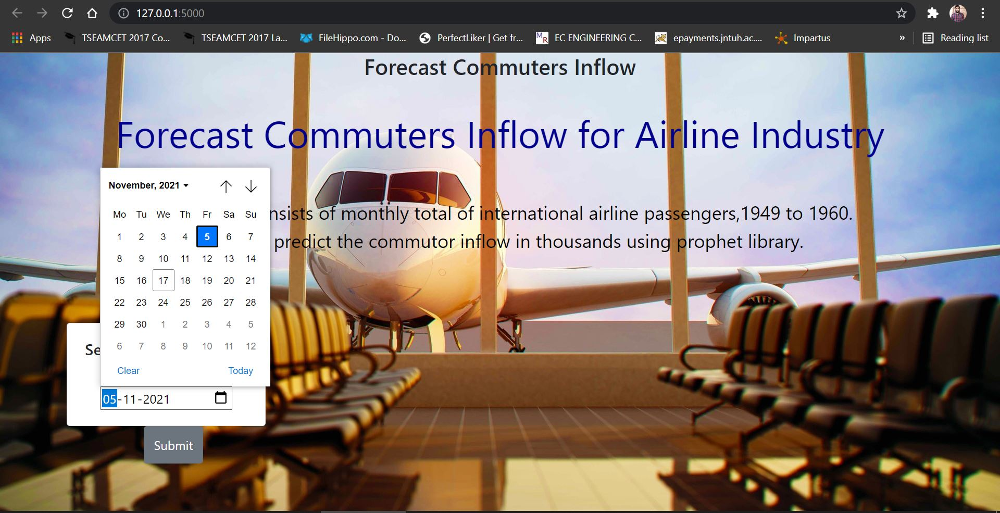 127.0.0.1:5000
Apps TSEAMCET 2017 Co... TSEAMCET 2017 La... FileHippo.com - Do... PerfectLiker | Get fr... EC ENGINEERING C... epayments.jntuh.ac.... Impartus » Reading list
Forecast Commuters Inflow
Forecast Commuters Inflow for Airline Industry
November, 2021
Mo Tu We Th Fr Sa Su
nsists of monthly total of international airline passengers,1949 to 1960.
1 2 3 4 5 6 7
predict the commutor inflow in thousands using prophet library.
8 9 10 11 12 13 14
15 16 17 18 19 20 21
22 23 24 25 26 27 28
29 30 1 2 3 4 5
6 7 8 9 10 11 12
Se
Clear Today
05-11-2021
Submit